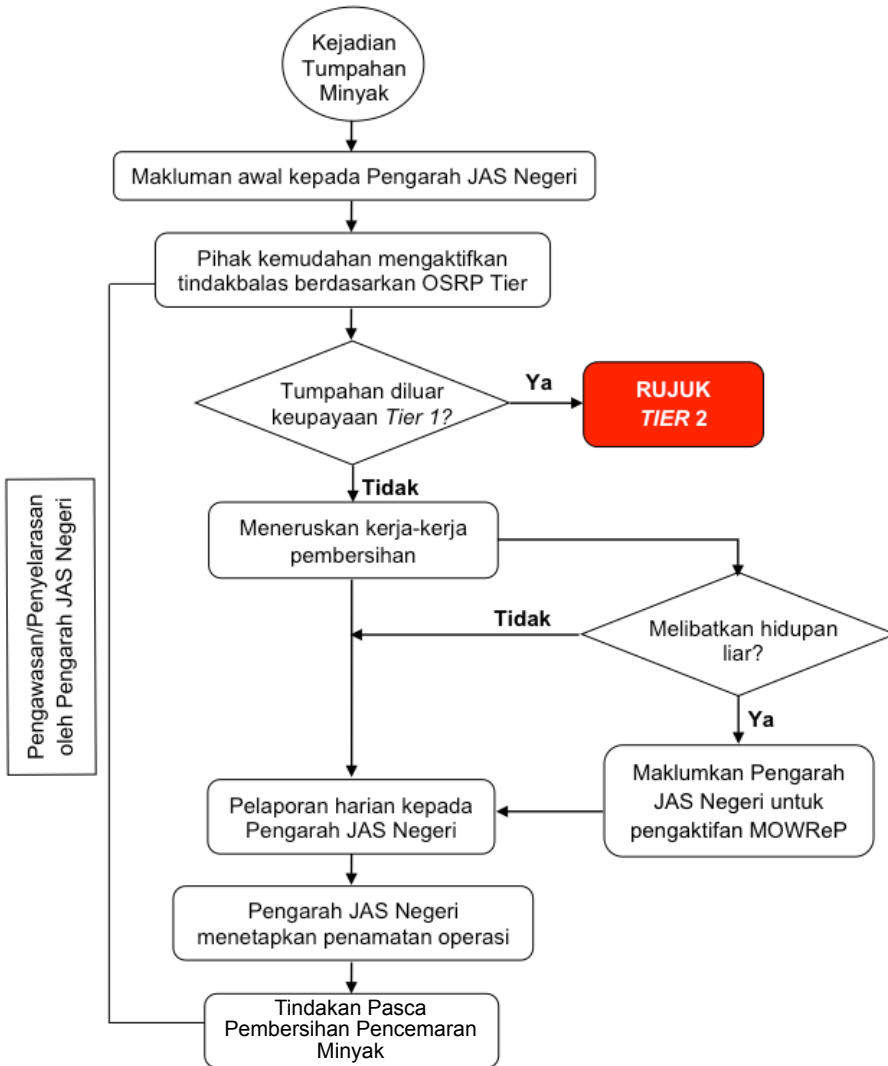 Kejadian
Tumpahan
Minyak
Makluman awal kepada Pengarah JAS Negeri
Pihak kemudahan mengaktifkan
tindakbalas berdasarkan OSRP Tier
Tumpahan diluar
keupayaan Tier 1?
Ya
RUJUK
TIER 2
Tidak
Meneruskan kerja-kerja
pembersihan
Tidak
Melibatkan hidupan
liar?
Ya
Maklumkan Pengarah
JAS Negeri untuk
pengaktifan MOWReP
Pelaporan harian kepada
Pengarah JAS Negeri
Pengarah JAS Negeri
menetapkan penamatan operasi
Tindakan Pasca
Pembersihan Pencemaran
Minyak
Pengawasan/Penyelarasan
oleh Pengarah JAS Negeri